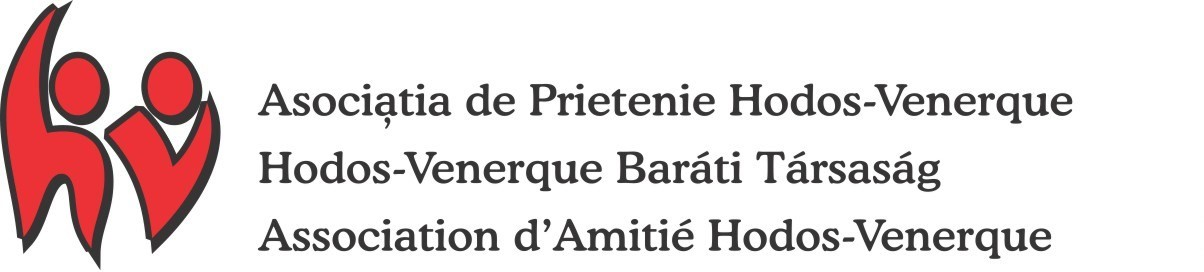 Asociația de Prietenie Hodos-Venerque
Hodos-Venerque Baráti Társaság
Association d’Amitié Hodos-Venerque